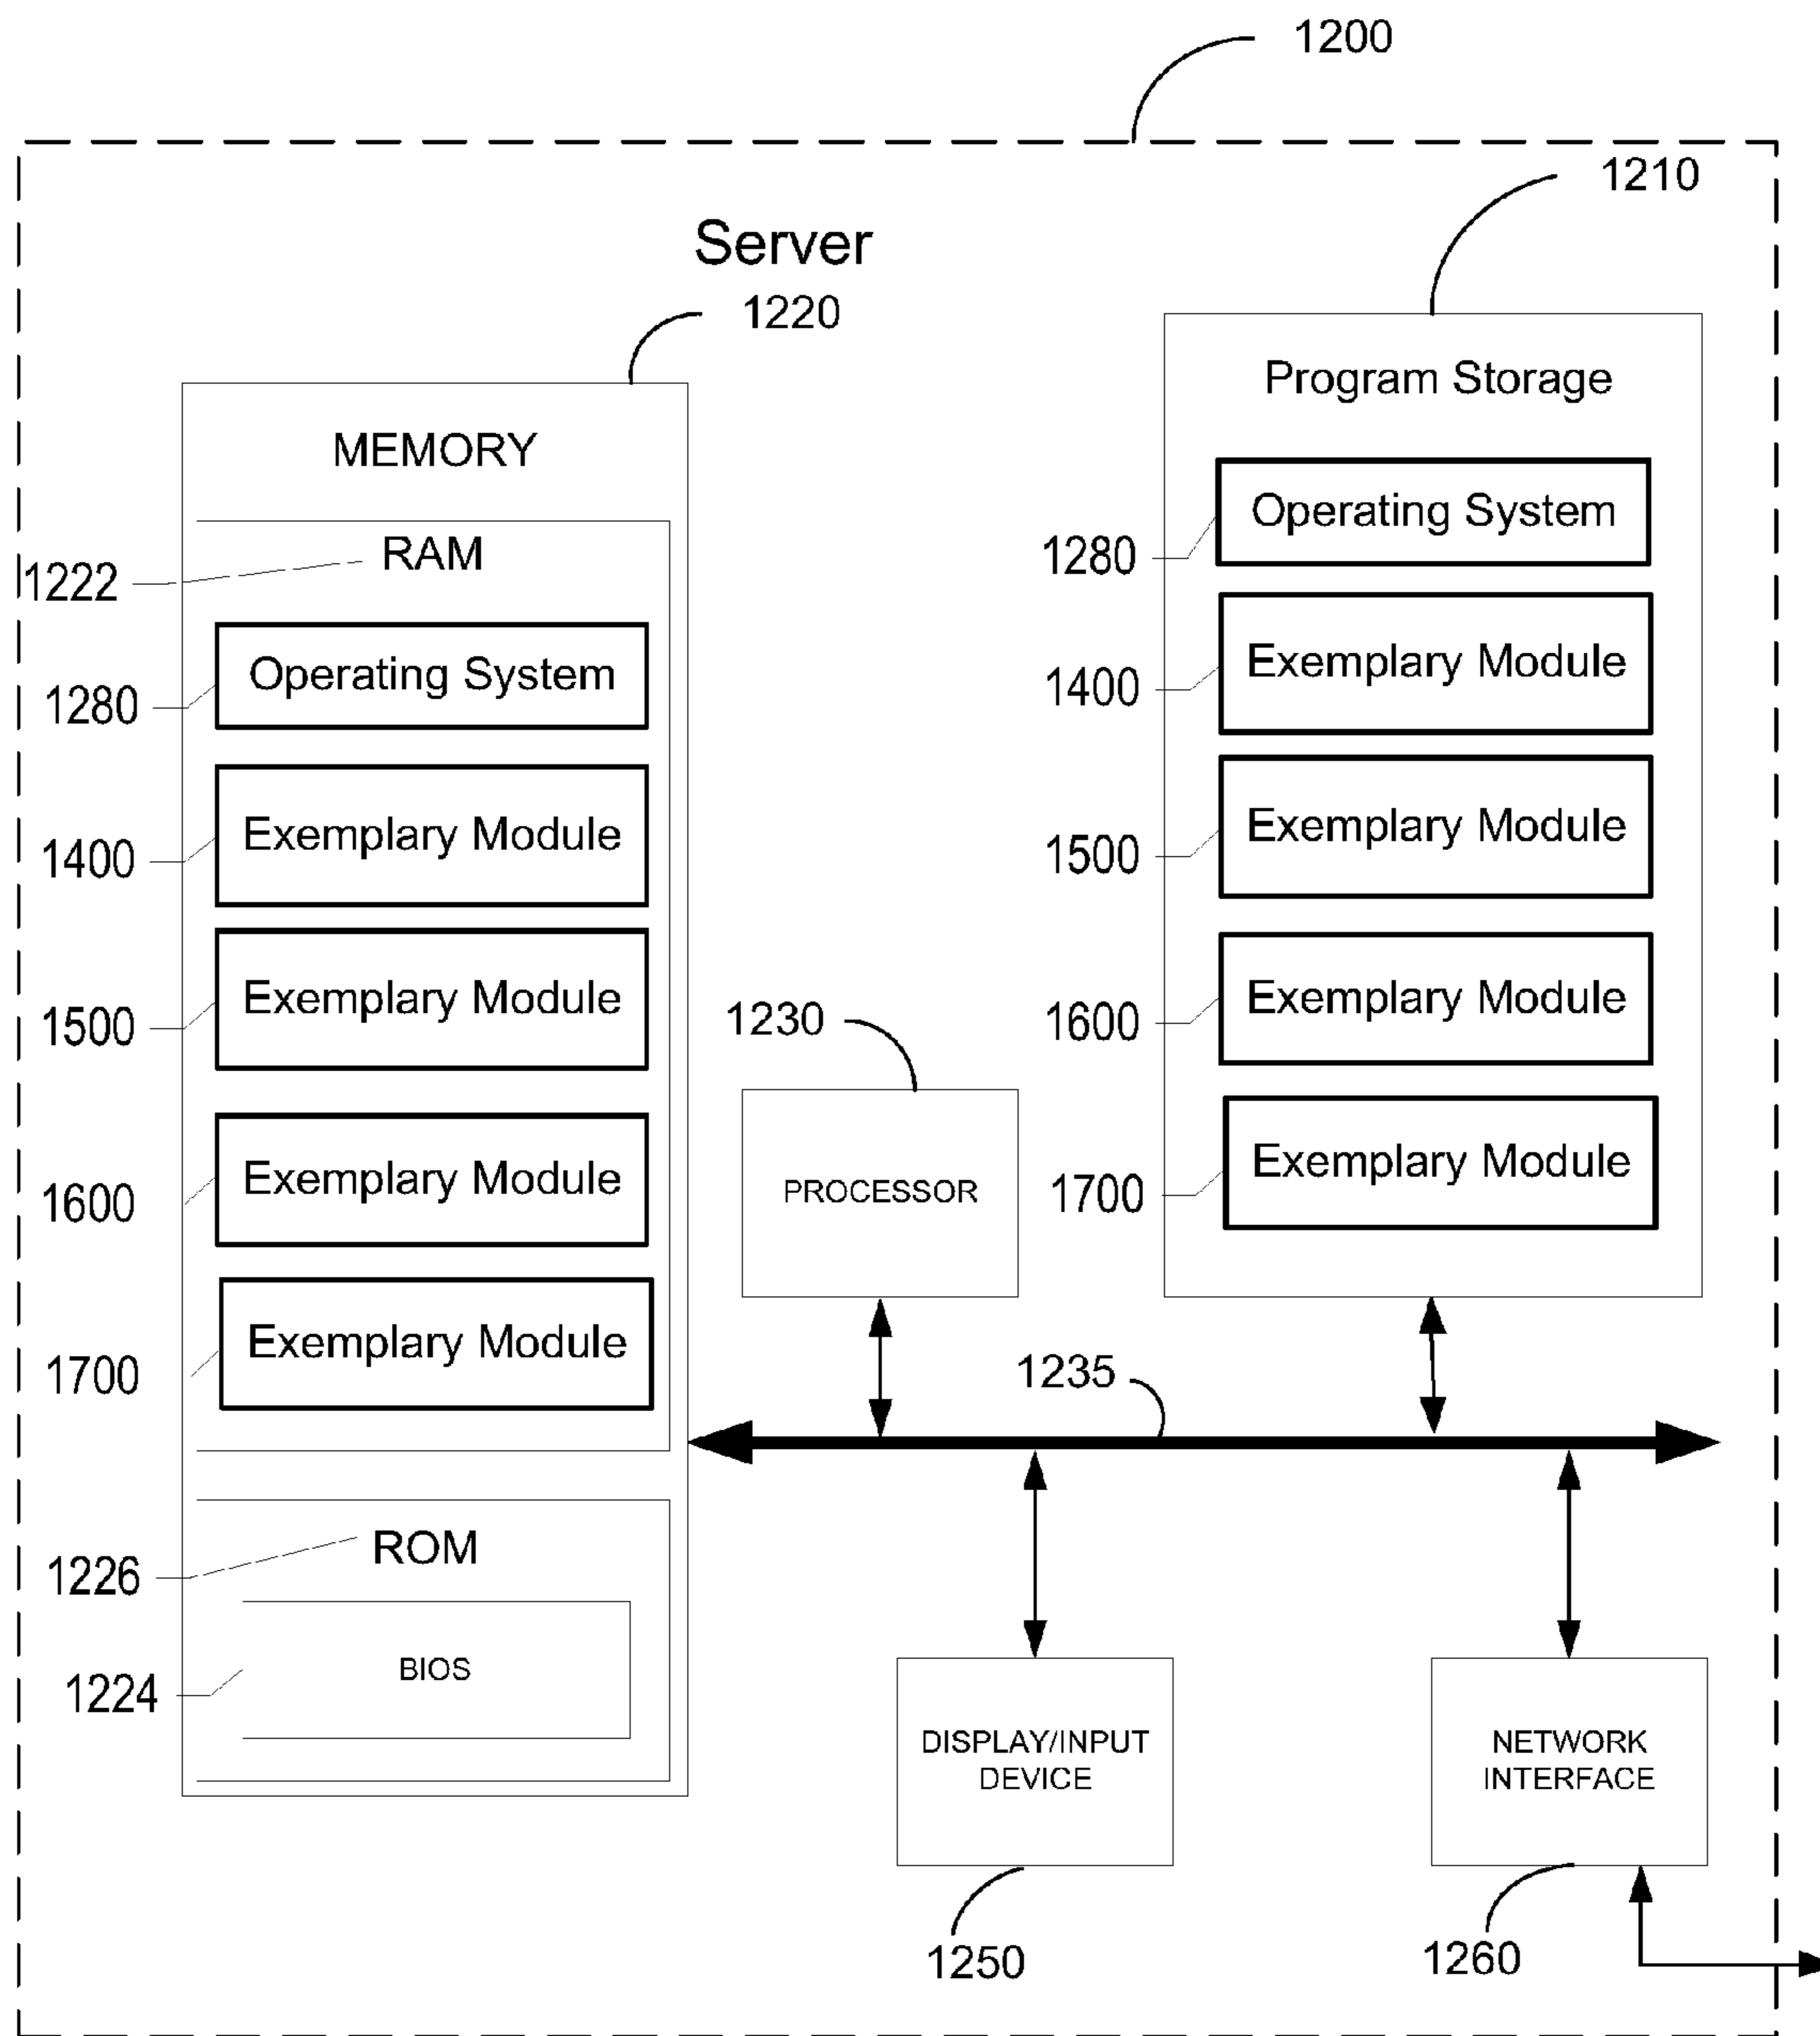 1200
1210
Server
1220
Program Storage
MEMORY
Operating System
1280
RAM
1222
Exemplary Module
1400
Operating System
1280
Exemplary Module
1500
Exemplary Module
1400
Exemplary Module
1600
Exemplary Module
1500
1230
Exemplary Module
1700
Exemplary Module
1600
PROCESSOR
Exemplary Module
1700
1235
ROM
1226
BIOS
1224
DISPLAY/INPUT
DEVICE
NETWORK
INTERFACE
1250
1260